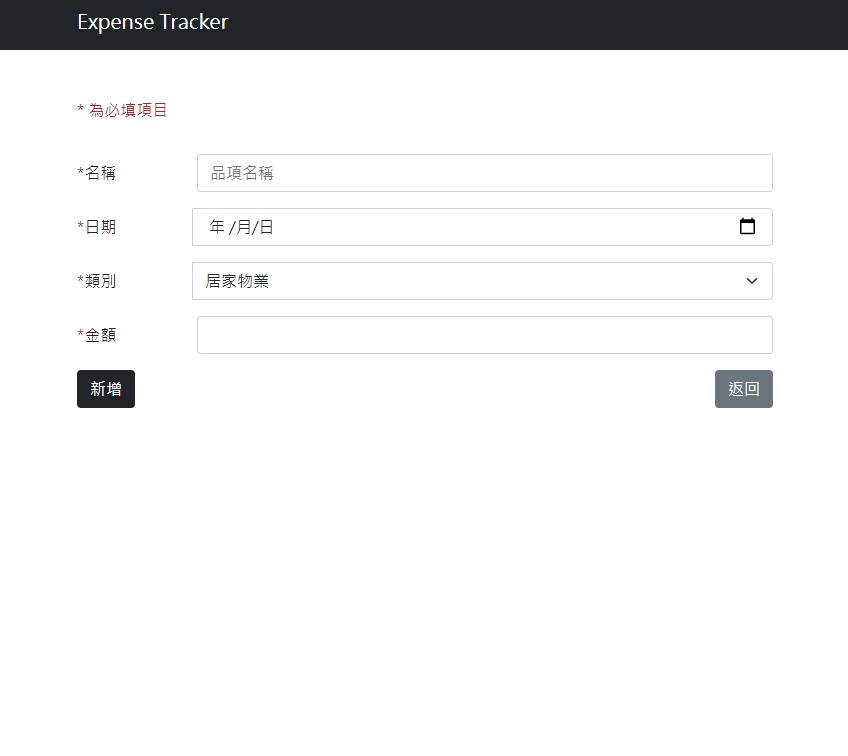 Expense Tracker
* 為必填項目
*名稱 品項名稱
*日期 年 /月/日
*類別 居家物業
*金額
新增 返回